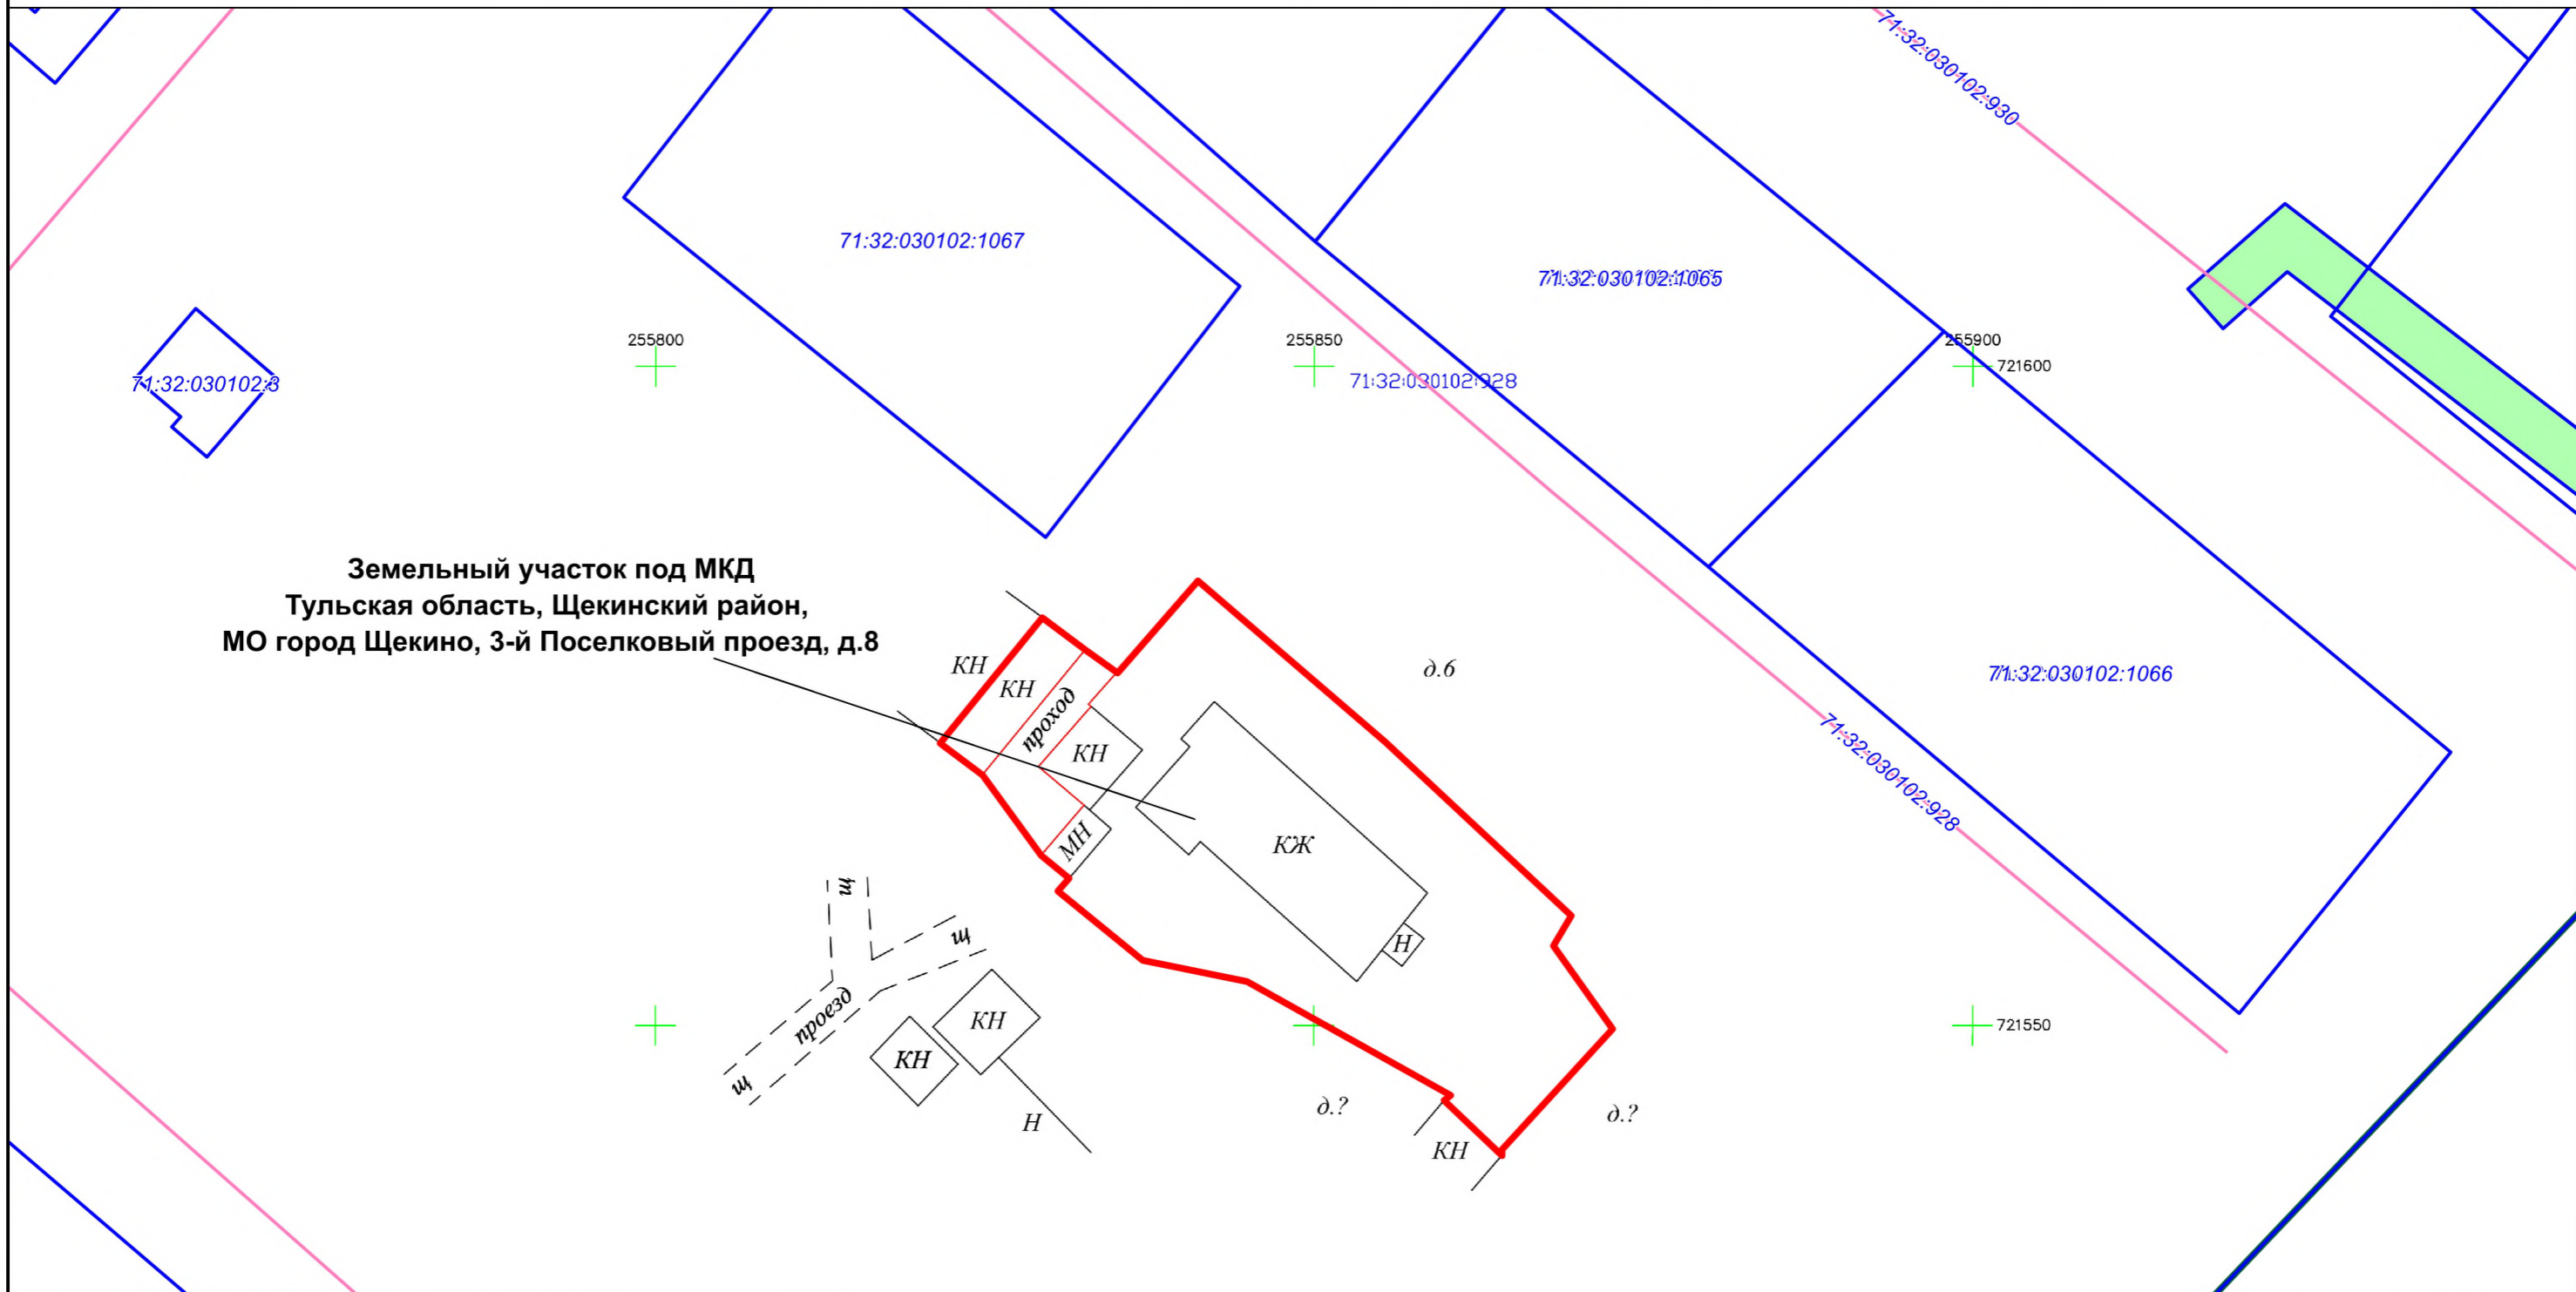 71:32:030102:930
71:32:030102:1067
71:32:030102:1065
255800
255850
255900
721600
71:32:030102:928
71:32:030102:3
Земельный участок под МКД
Тульская область, Щекинский район,
МО город Щекино, 3-й Поселковый проезд, д.8
КН
КН
проход
КН
МН
КЖ
Н
д.6
71:32:030102:1066
71:32:030102:928
щ
щ
проезд
щ
КН
КН
Н
721550
д.?
д.?
КН